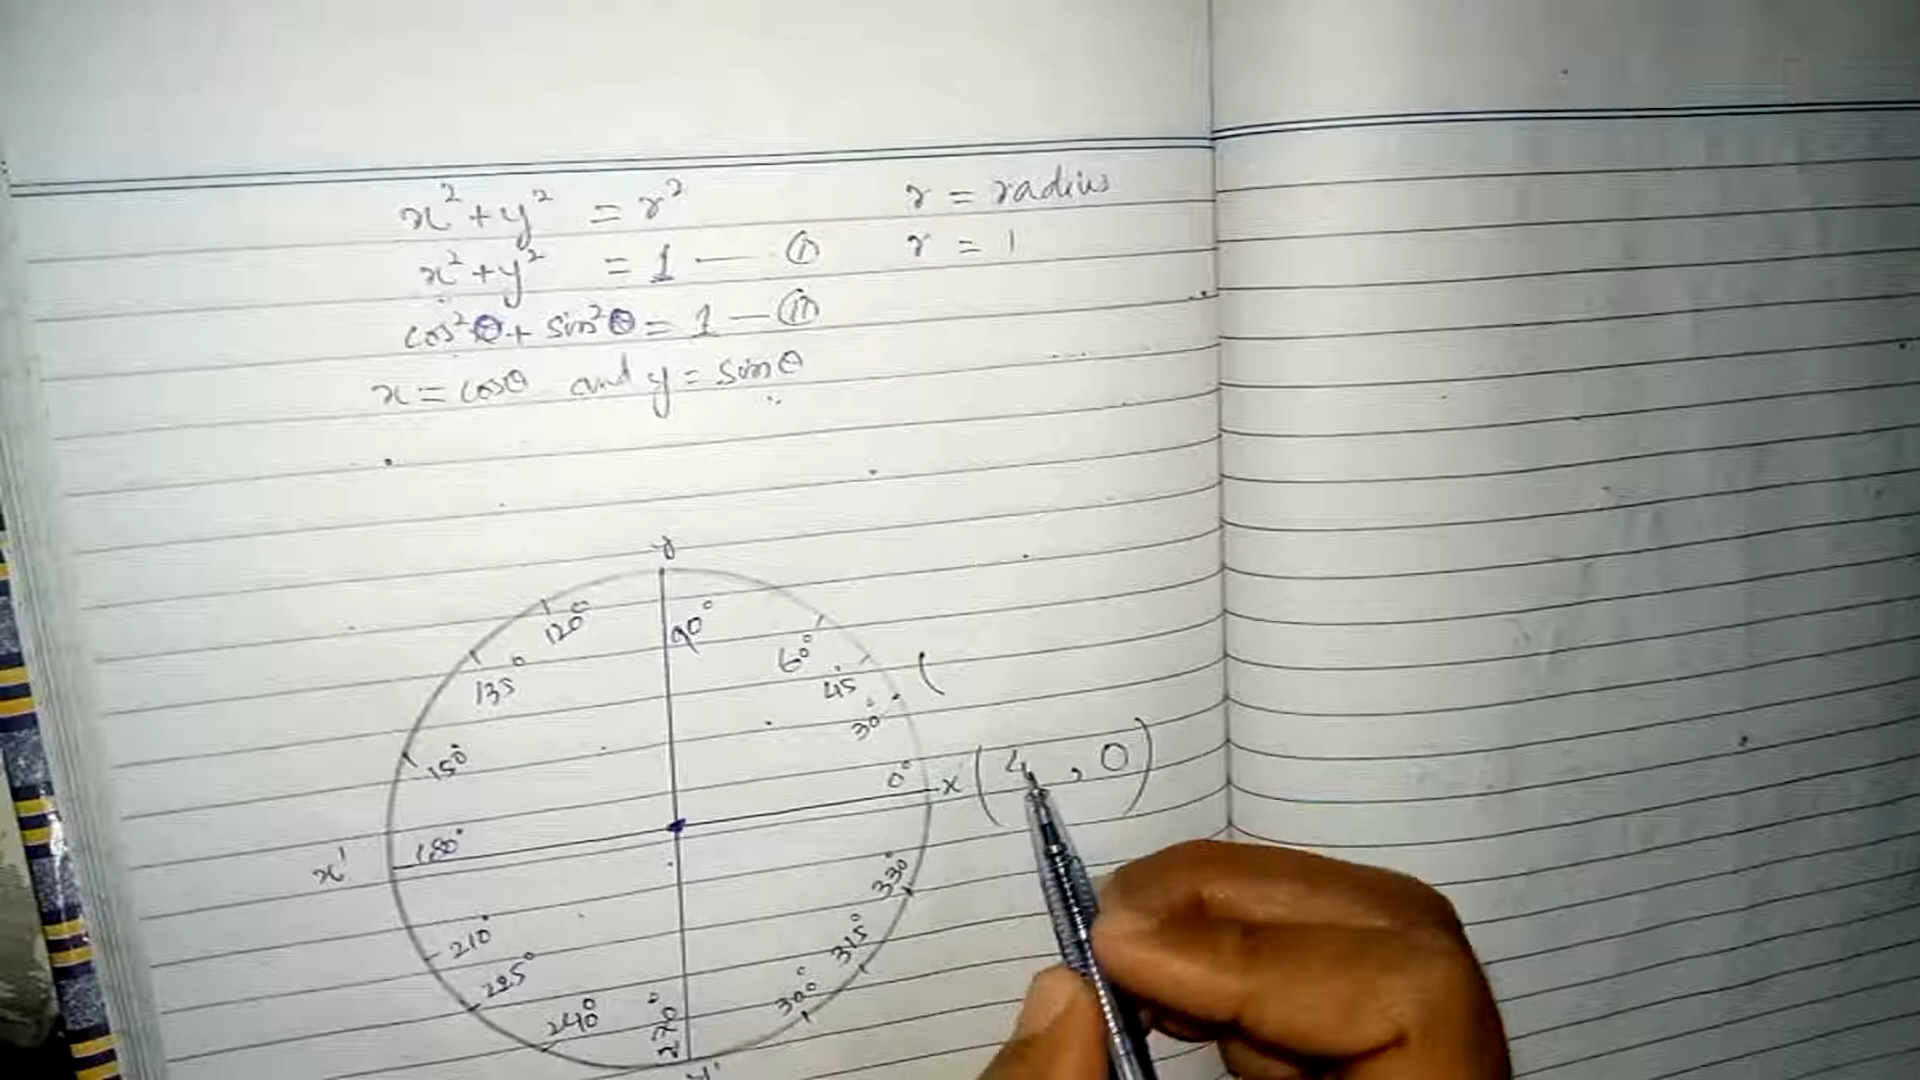 x² + y² = r² r = radius
x² + y² = 1 — (i) r = 1
cos²θ + sin²θ = 1 — (ii)
x = cosθ and y = sinθ
y
120° 90° 60°
135° 45° (
30°
150° 0° x (4, 0)
x' 180°
210° 330°
225° 315°
240° 270° 300°
y'